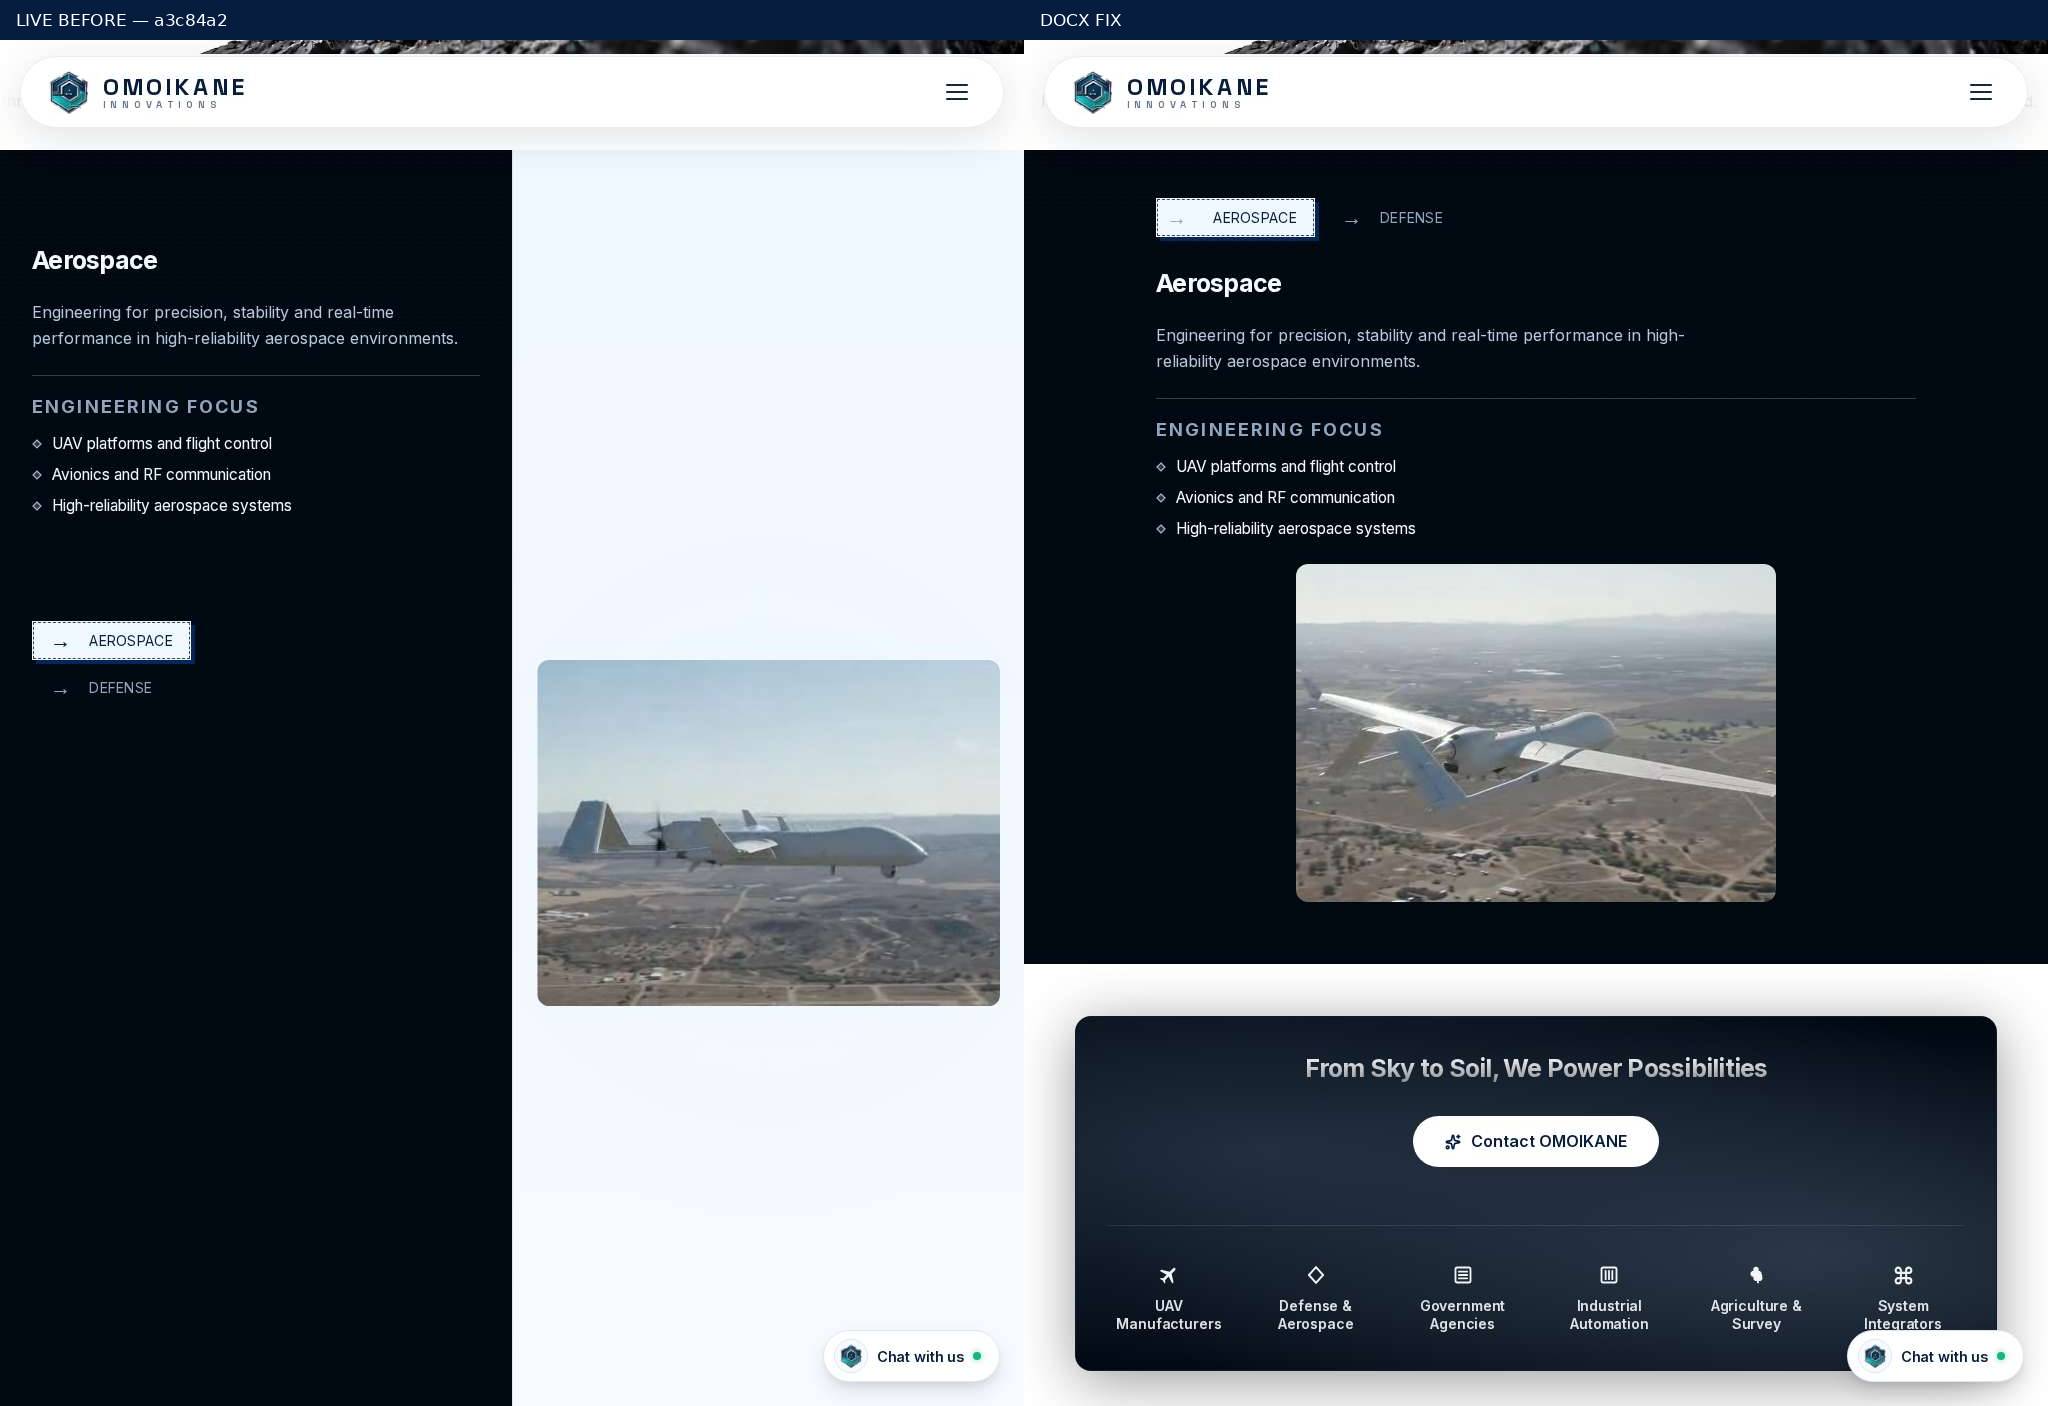 LIVE BEFORE — a3c84a2
OMOIKANE
INNOVATIONS
Aerospace
Engineering for precision, stability and real-time
performance in high-reliability aerospace environments.
ENGINEERING FOCUS
UAV platforms and flight control
Avionics and RF communication
High-reliability aerospace systems
→ AEROSPACE
→ DEFENSE
Chat with us
DOCX FIX
OMOIKANE
INNOVATIONS
→ AEROSPACE → DEFENSE
Aerospace
Engineering for precision, stability and real-time performance in high-
reliability aerospace environments.
ENGINEERING FOCUS
UAV platforms and flight control
Avionics and RF communication
High-reliability aerospace systems
From Sky to Soil, We Power Possibilities
Contact OMOIKANE
UAV
Manufacturers
Defense &
Aerospace
Government
Agencies
Industrial
Automation
Agriculture &
Survey
System
Integrators
Chat with us